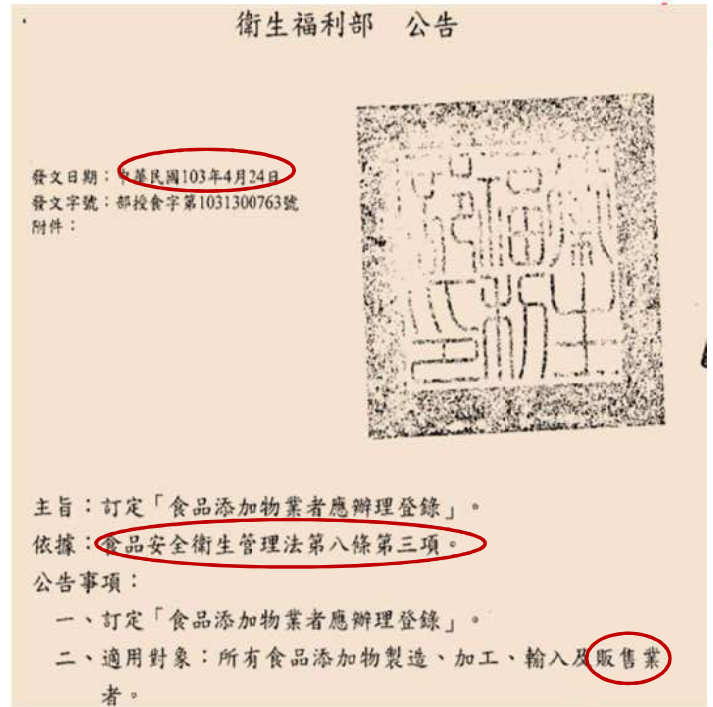 衛生福利部 公告
發文日期：中華民國103年4月24日
發文字號：部授食字第1031300763號
附件：
衛生福利部印
主旨：訂定「食品添加物業者應辦理登錄」。
依據：食品安全衛生管理法第八條第三項。
公告事項：
一、訂定「食品添加物業者應辦理登錄」。
二、適用對象：所有食品添加物製造、加工、輸入及販售業
者。